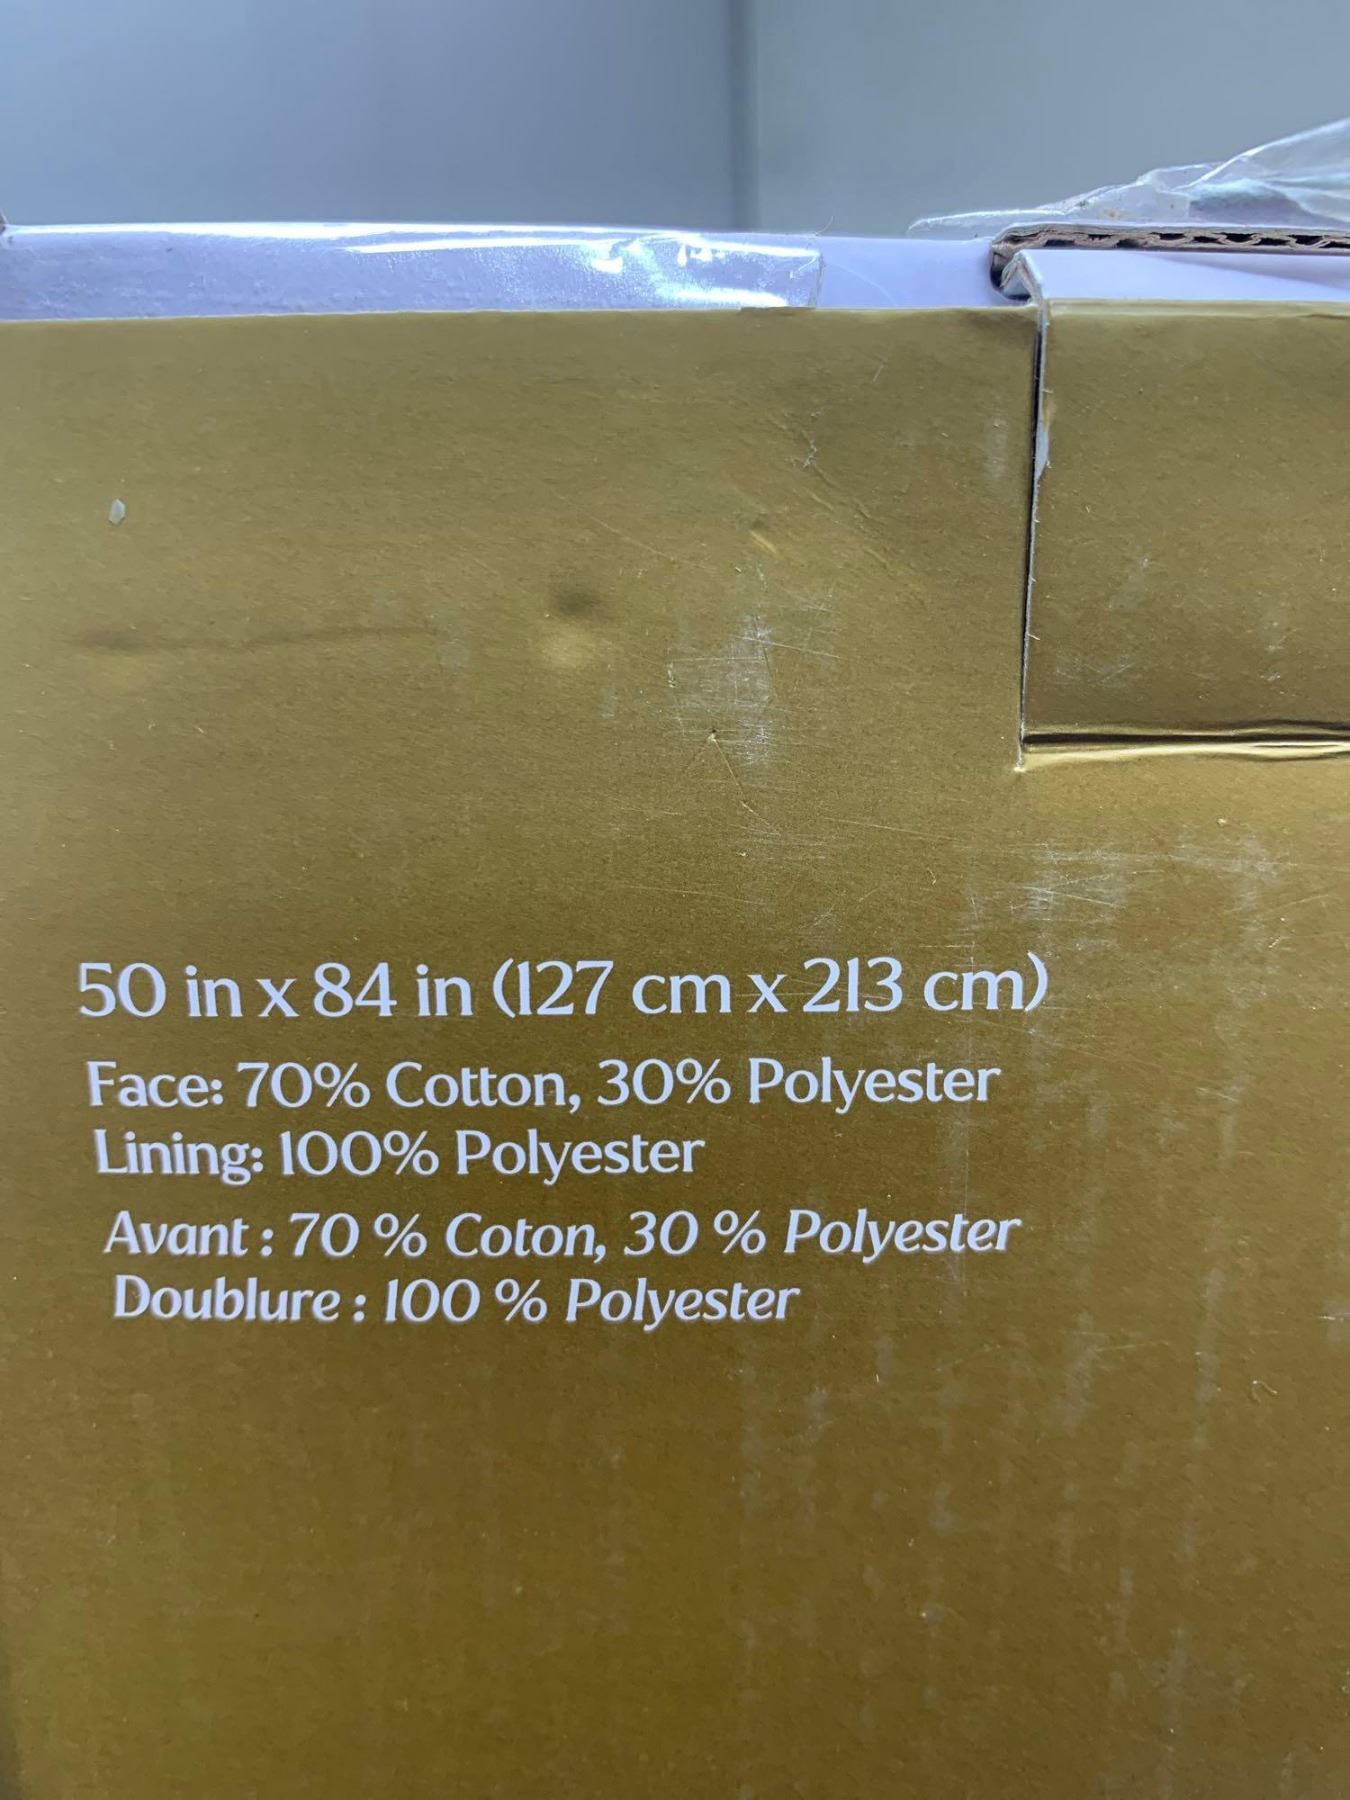 50 in x 84 in (127 cm x 213 cm)
Face: 70% Cotton, 30% Polyester
Lining: 100% Polyester
Avant : 70 % Coton, 30 % Polyester
Doublure : 100 % Polyester